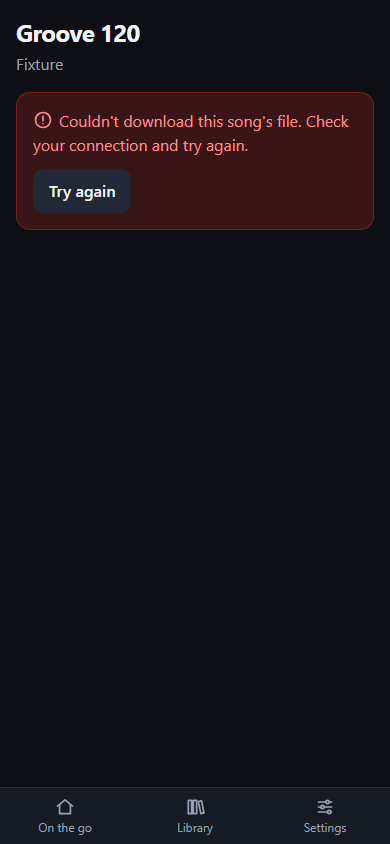 Groove 120
Fixture
Couldn't download this song's file. Check
your connection and try again.
Try again
On the go
Library
Settings